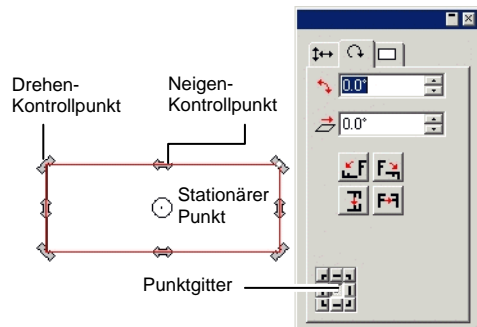 Drehen-
Kontrollpunkt
Neigen-
Kontrollpunkt
Stationärer
Punkt
Punktgitter
0.0°
0.0°
F F
F F